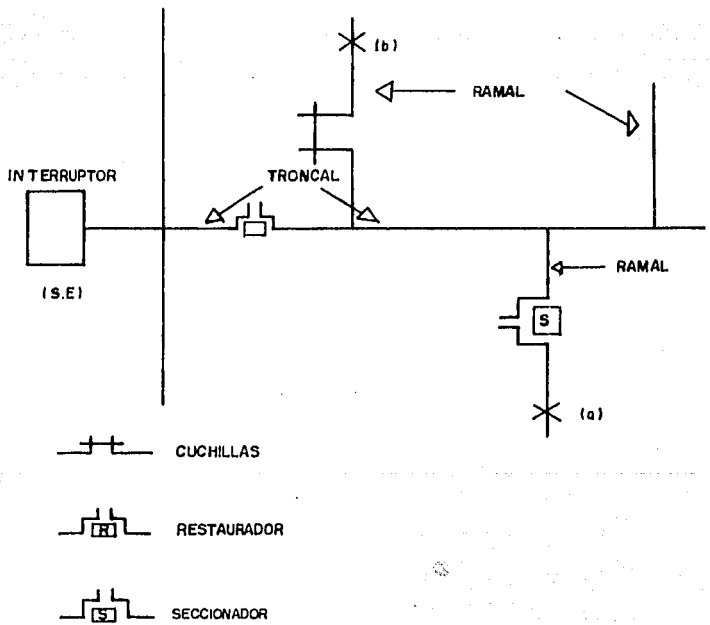 (b)
RAMAL
INTERRUPTOR
TRONCAL
(S.E)
RAMAL
S
(a)
CUCHILLAS
R
RESTAURADOR
S
SECCIONADOR